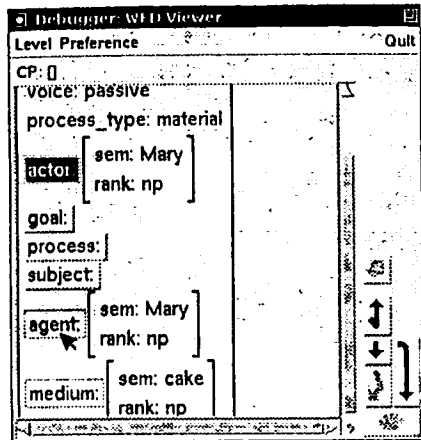 Debugger: WFD Viewer
Level Preference Quit
CP: []
voice: passive
process_type: material
actor: sem: Mary
rank: np
goal:
process:
subject:
agent: sem: Mary
rank: np
medium: sem: cake
rank: np